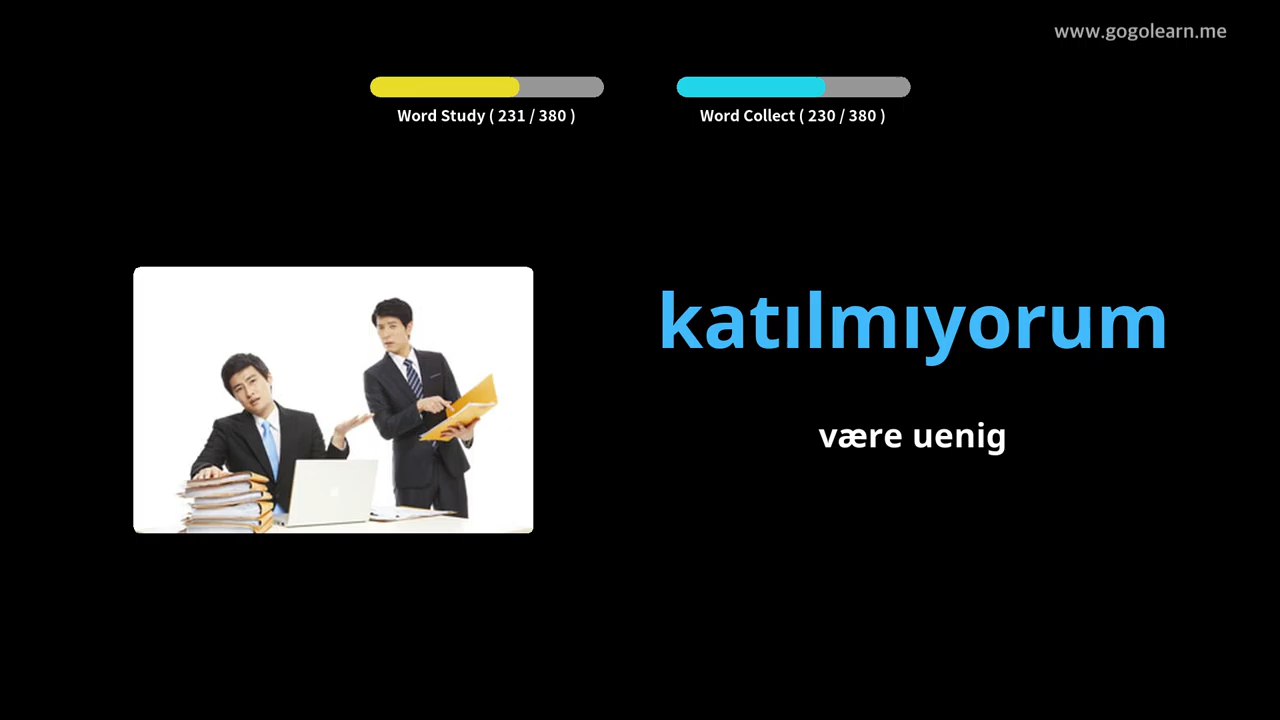 www.gogolearn.me
Word Study ( 231 / 380 )
Word Collect ( 230 / 380 )
katılmıyorum
være uenig